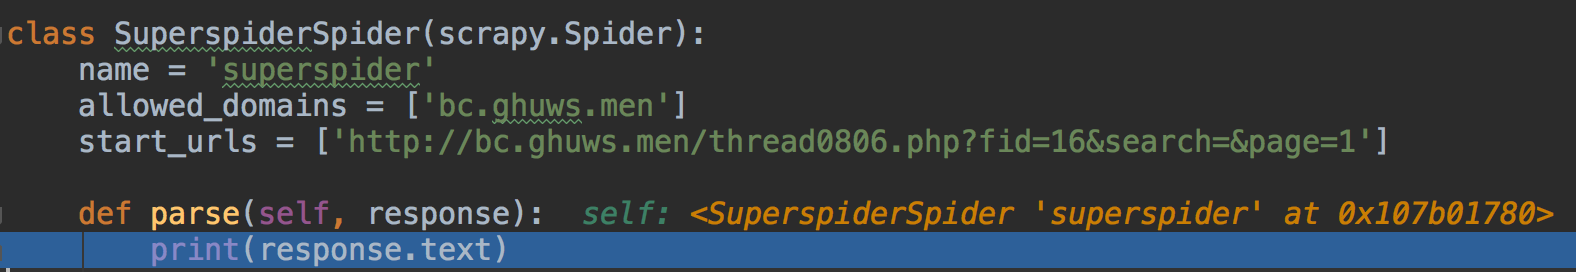 class SuperspiderSpider(scrapy.Spider):
    name = 'superspider'
    allowed_domains = ['bc.ghuws.men']
    start_urls = ['http://bc.ghuws.men/thread0806.php?fid=16&search=&page=1']

    def parse(self, response):  self: <SuperspiderSpider 'superspider' at 0x107b01780>
        print(response.text)